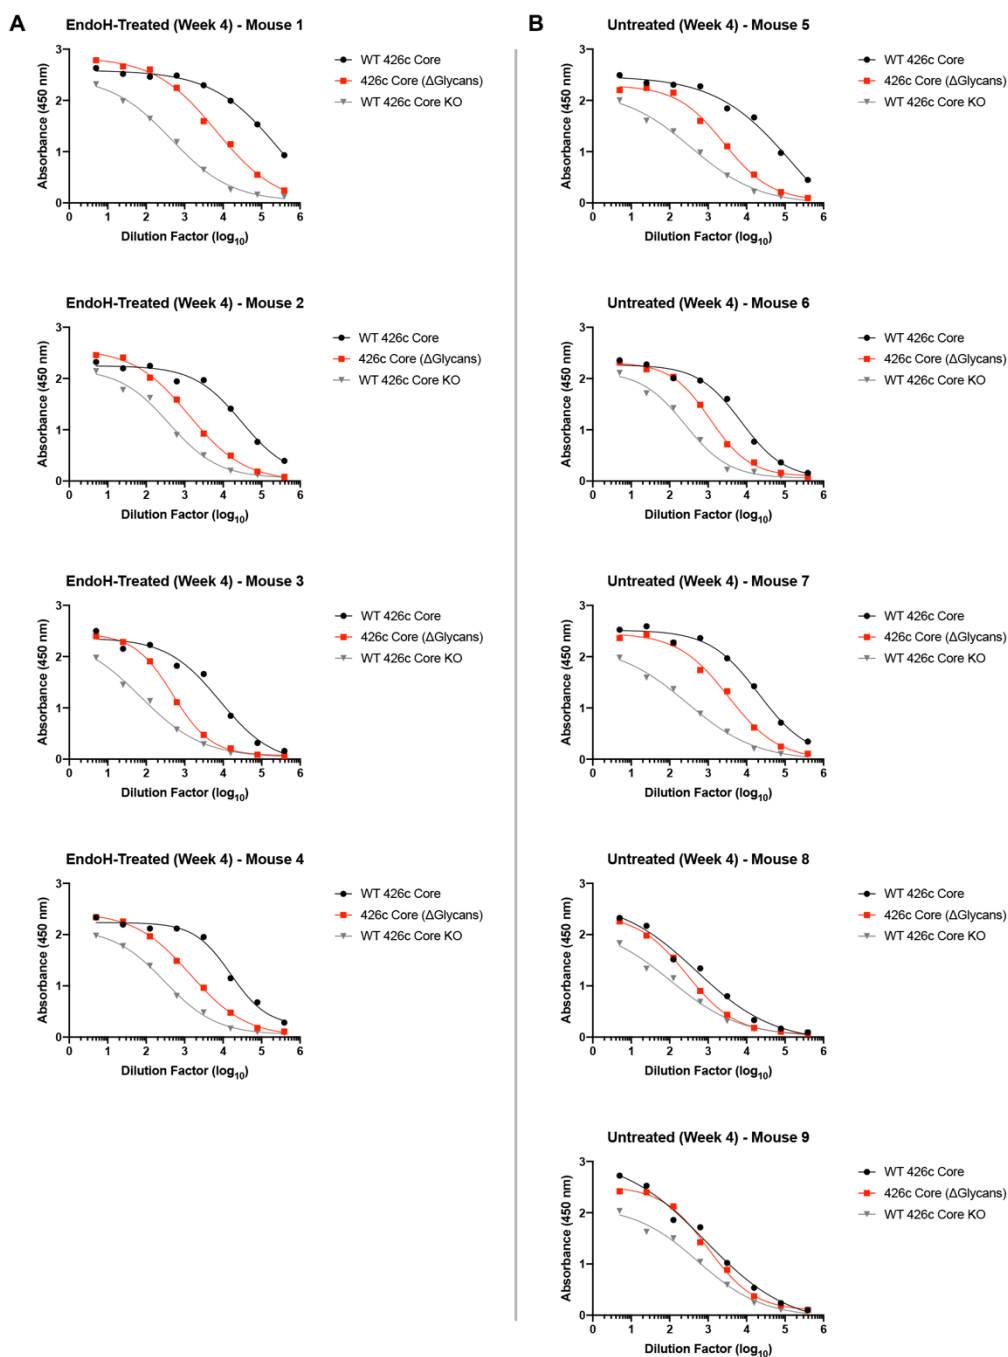 A
EndoH-Treated (Week 4) - Mouse 1
Absorbance (450 nm)
3
2
1
0
0 1 2 3 4 5 6
Dilution Factor (log10)
WT 426c Core
426c Core (ΔGlycans)
WT 426c Core KO
EndoH-Treated (Week 4) - Mouse 2
Absorbance (450 nm)
3
2
1
0
0 1 2 3 4 5 6
Dilution Factor (log10)
WT 426c Core
426c Core (ΔGlycans)
WT 426c Core KO
EndoH-Treated (Week 4) - Mouse 3
Absorbance (450 nm)
3
2
1
0
0 1 2 3 4 5 6
Dilution Factor (log10)
WT 426c Core
426c Core (ΔGlycans)
WT 426c Core KO
EndoH-Treated (Week 4) - Mouse 4
Absorbance (450 nm)
3
2
1
0
0 1 2 3 4 5 6
Dilution Factor (log10)
WT 426c Core
426c Core (ΔGlycans)
WT 426c Core KO
B
Untreated (Week 4) - Mouse 5
Absorbance (450 nm)
3
2
1
0
0 1 2 3 4 5 6
Dilution Factor (log10)
WT 426c Core
426c Core (ΔGlycans)
WT 426c Core KO
Untreated (Week 4) - Mouse 6
Absorbance (450 nm)
3
2
1
0
0 1 2 3 4 5 6
Dilution Factor (log10)
WT 426c Core
426c Core (ΔGlycans)
WT 426c Core KO
Untreated (Week 4) - Mouse 7
Absorbance (450 nm)
3
2
1
0
0 1 2 3 4 5 6
Dilution Factor (log10)
WT 426c Core
426c Core (ΔGlycans)
WT 426c Core KO
Untreated (Week 4) - Mouse 8
Absorbance (450 nm)
3
2
1
0
0 1 2 3 4 5 6
Dilution Factor (log10)
WT 426c Core
426c Core (ΔGlycans)
WT 426c Core KO
Untreated (Week 4) - Mouse 9
Absorbance (450 nm)
3
2
1
0
0 1 2 3 4 5 6
Dilution Factor (log10)
WT 426c Core
426c Core (ΔGlycans)
WT 426c Core KO